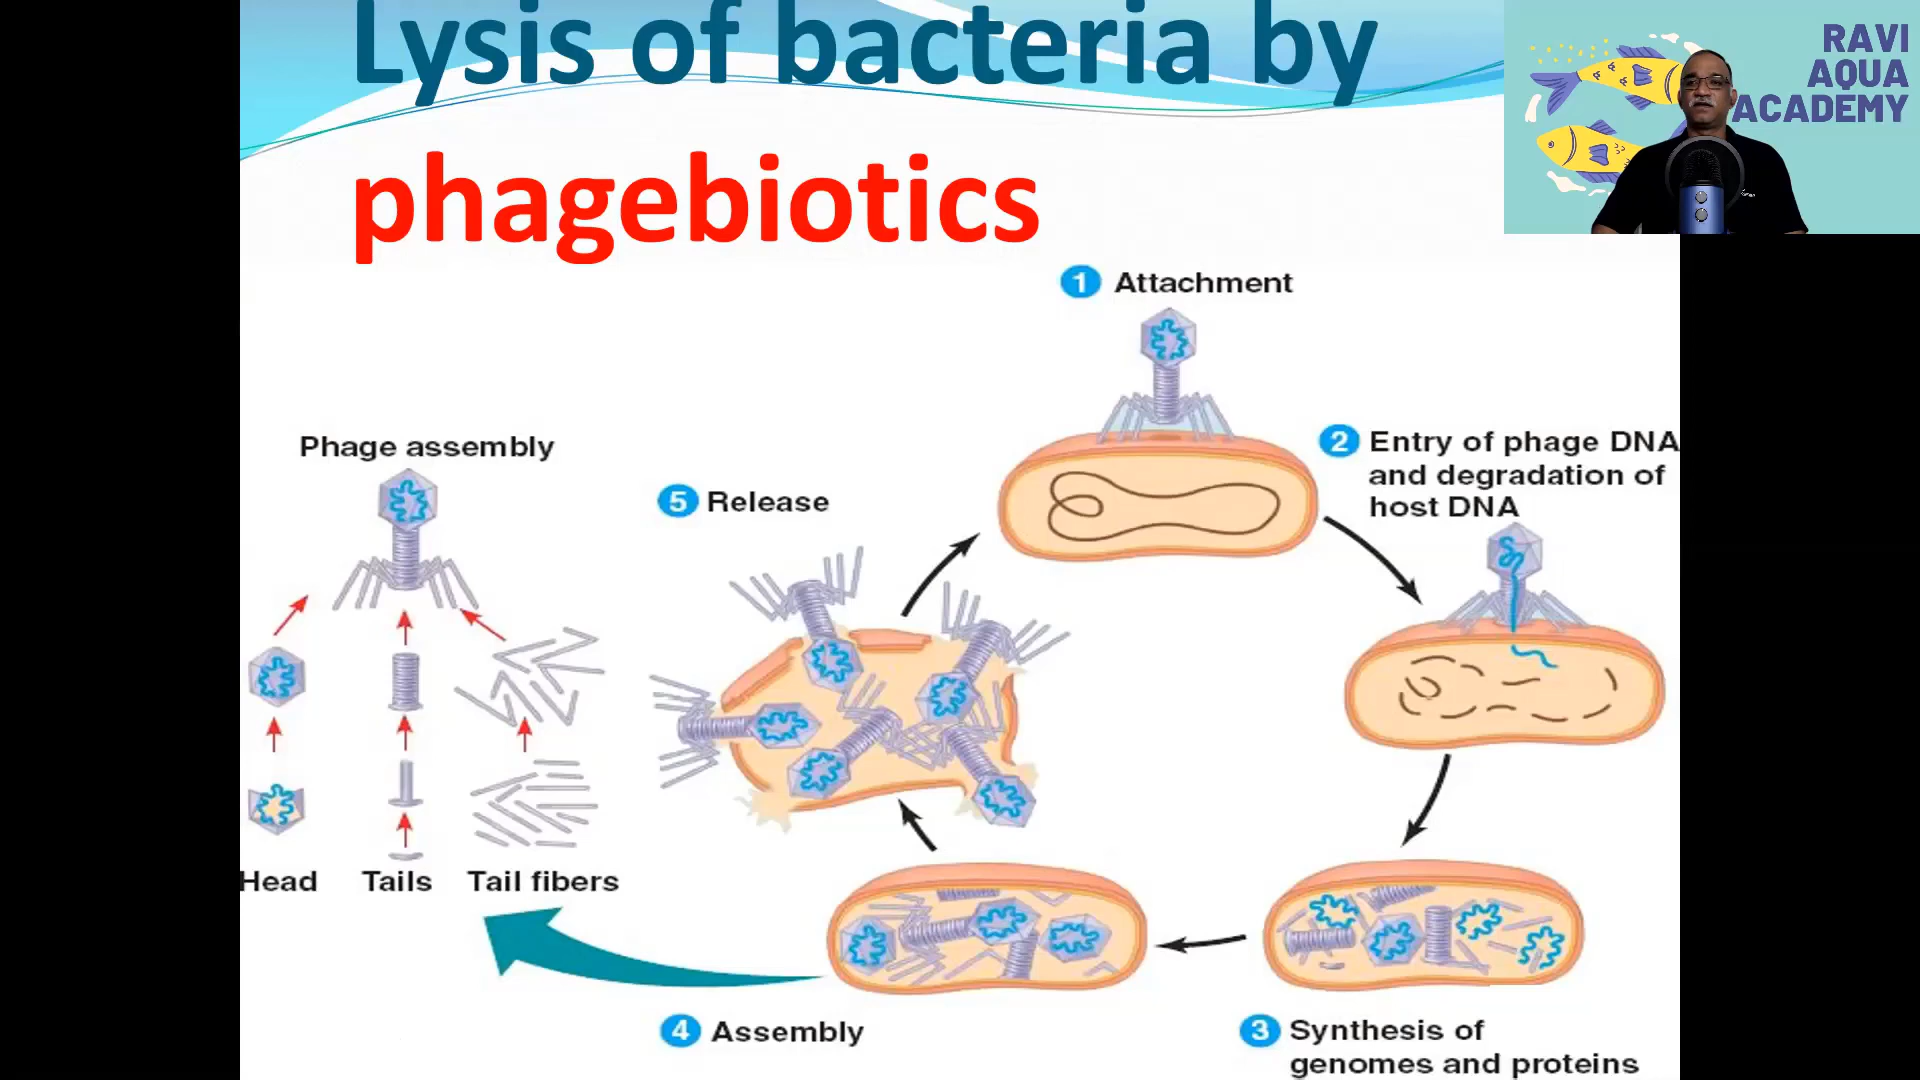 Lysis of bacteria by
phagebiotics
RAVI
AQUA
ACADEMY
1 Attachment
2 Entry of phage DNA
and degradation of
host DNA
Phage assembly
5 Release
Head Tails Tail fibers
4 Assembly
3 Synthesis of
genomes and proteins